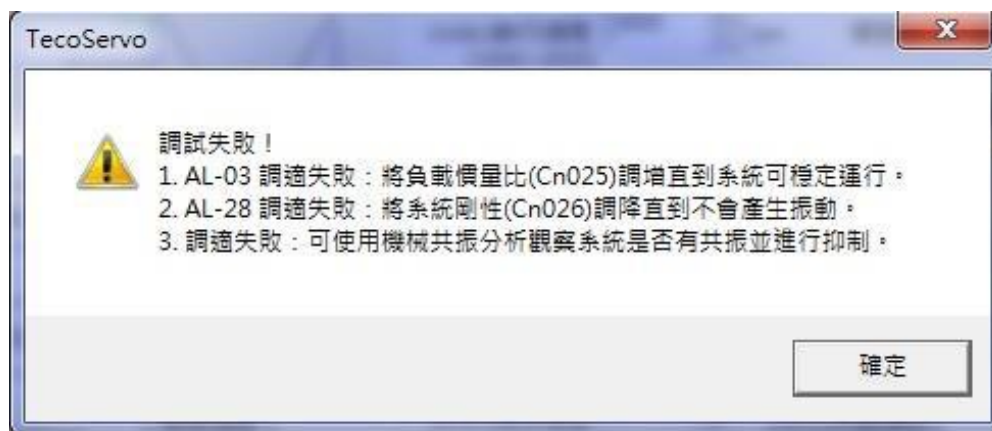 TecoServo
調試失敗！
1. AL-03 調適失敗：將負載慣量比(Cn025)調增直到系統可穩定運行。
2. AL-28 調適失敗：將系統剛性(Cn026)調降直到不會產生振動。
3. 調適失敗：可使用機械共振分析觀察系統是否有共振並進行抑制。
確定